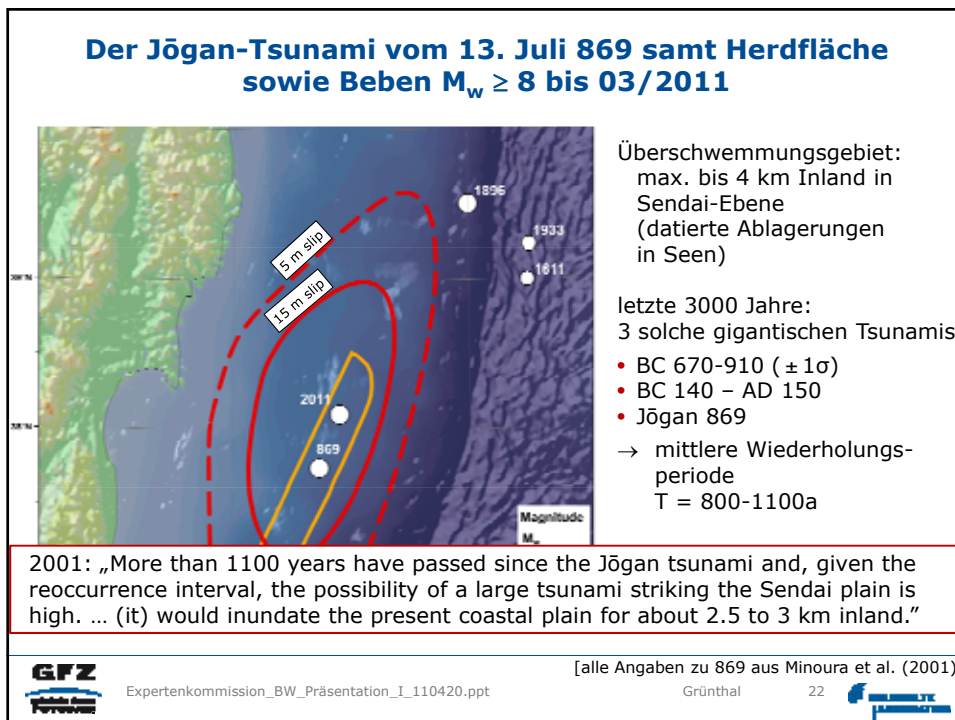 Der Jōgan-Tsunami vom 13. Juli 869 samt Herdfläche
sowie Beben Mw ≥ 8 bis 03/2011
1896
1933
1611
5 m slip
15 m slip
2011
869
Magnitude
Mw
Überschwemmungsgebiet:
max. bis 4 km Inland in
Sendai-Ebene
(datierte Ablagerungen
in Seen)
letzte 3000 Jahre:
3 solche gigantischen Tsunamis
• BC 670-910 ( ± 1σ)
• BC 140 – AD 150
• Jōgan 869
→ mittlere Wiederholungs-
periode
T = 800-1100a
2001: „More than 1100 years have passed since the Jōgan tsunami and, given the
reoccurrence interval, the possibility of a large tsunami striking the Sendai plain is
high. … (it) would inundate the present coastal plain for about 2.5 to 3 km inland.”
[alle Angaben zu 869 aus Minoura et al. (2001)
GFZ
Expertenkommission_BW_Präsentation_I_110420.ppt
Grünthal
22